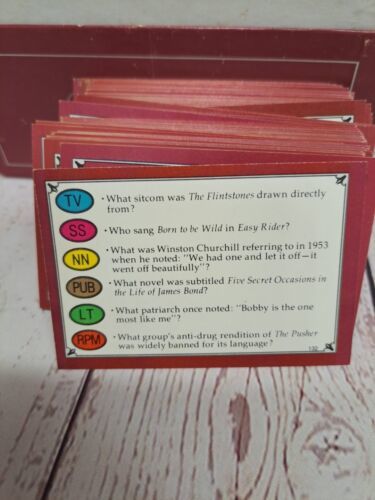 TV · What sitcom was The Flintstones drawn directly
from?
SS · Who sang Born to be Wild in Easy Rider?
NN · What was Winston Churchill referring to in 1953
when he noted: "We had one and let it off—it
went off beautifully"?
PUB · What novel was subtitled Five Secret Occasions in
the Life of James Bond?
LT · What patriarch once noted: "Bobby is the one
most like me"?
RPM · What group's anti-drug rendition of The Pusher
was widely banned for its language?
132